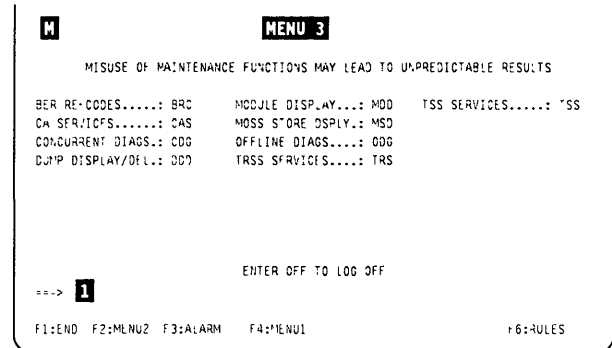 M MENU 3
MISUSE OF MAINTENANCE FUNCTIONS MAY LEAD TO UNPREDICTABLE RESULTS
BER REF CODES.....: BRC MODULE DISPLAY...: MDD TSS SERVICES.....: TSS
CA SERVICES......: CAS MOSS STORE DSPLY.: MSD
CONCURRENT DIAGS.: CDG OFFLINE DIAGS....: ODG
DUMP DISPLAY/DEL.: DDD TRSS SERVICES....: TRS
ENTER OFF TO LOG OFF
==> 1
F1:END F2:MENU2 F3:ALARM F4:MENU1 F6:RULES